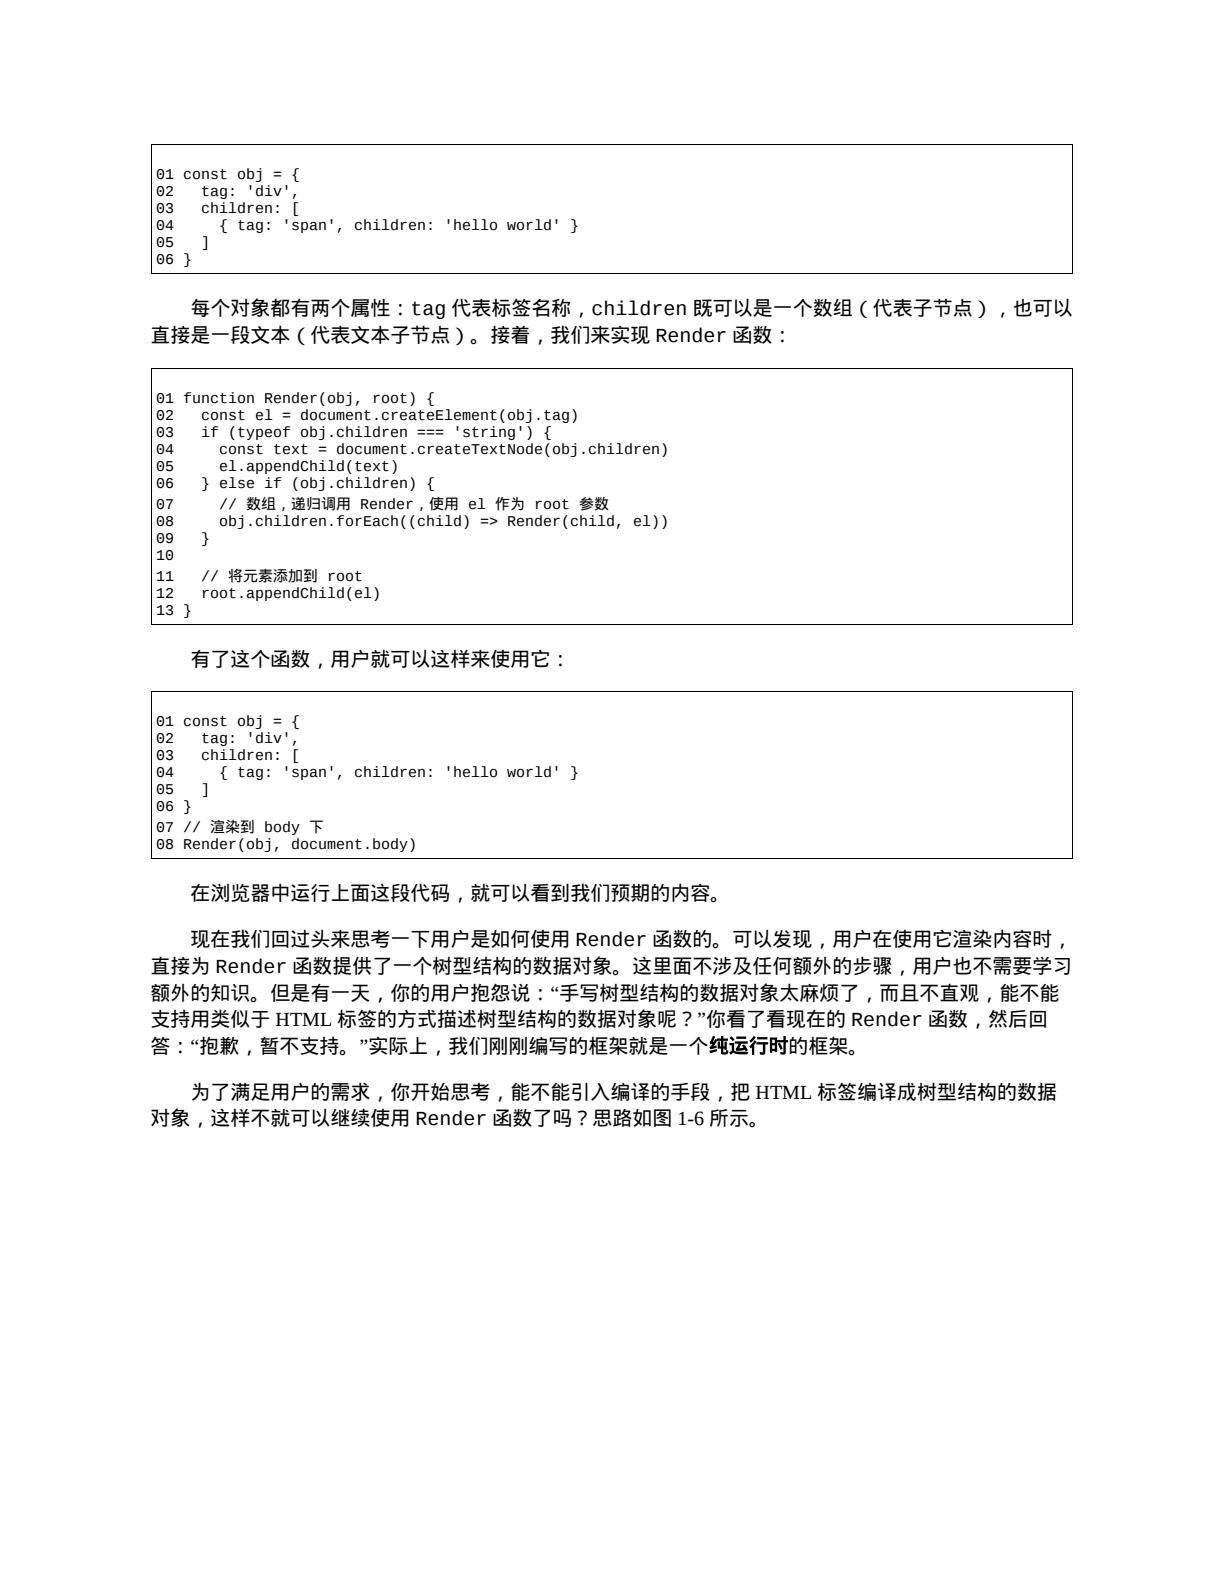 01 const obj = {
02   tag: 'div',
03   children: [
04     { tag: 'span', children: 'hello world' }
05   ]
06 }
每个对象都有两个属性：tag 代表标签名称，children 既可以是一个数组（代表子节点），也可以
直接是一段文本（代表文本子节点）。接着，我们来实现 Render 函数：
01 function Render(obj, root) {
02   const el = document.createElement(obj.tag)
03   if (typeof obj.children === 'string') {
04     const text = document.createTextNode(obj.children)
05     el.appendChild(text)
06   } else if (obj.children) {
07     // 数组，递归调用 Render，使用 el 作为 root 参数
08     obj.children.forEach((child) => Render(child, el))
09   }
10
11   // 将元素添加到 root
12   root.appendChild(el)
13 }
有了这个函数，用户就可以这样来使用它：
01 const obj = {
02   tag: 'div',
03   children: [
04     { tag: 'span', children: 'hello world' }
05   ]
06 }
07 // 渲染到 body 下
08 Render(obj, document.body)
在浏览器中运行上面这段代码，就可以看到我们预期的内容。
现在我们回过头来思考一下用户是如何使用 Render 函数的。可以发现，用户在使用它渲染内容时，
直接为 Render 函数提供了一个树型结构的数据对象。这里面不涉及任何额外的步骤，用户也不需要学习
额外的知识。但是有一天，你的用户抱怨说：“手写树型结构的数据对象太麻烦了，而且不直观，能不能
支持用类似于 HTML 标签的方式描述树型结构的数据对象呢？”你看了看现在的 Render 函数，然后回
答：“抱歉，暂不支持。”实际上，我们刚刚编写的框架就是一个纯运行时的框架。
为了满足用户的需求，你开始思考，能不能引入编译的手段，把 HTML 标签编译成树型结构的数据
对象，这样不就可以继续使用 Render 函数了吗？思路如图 1-6 所示。